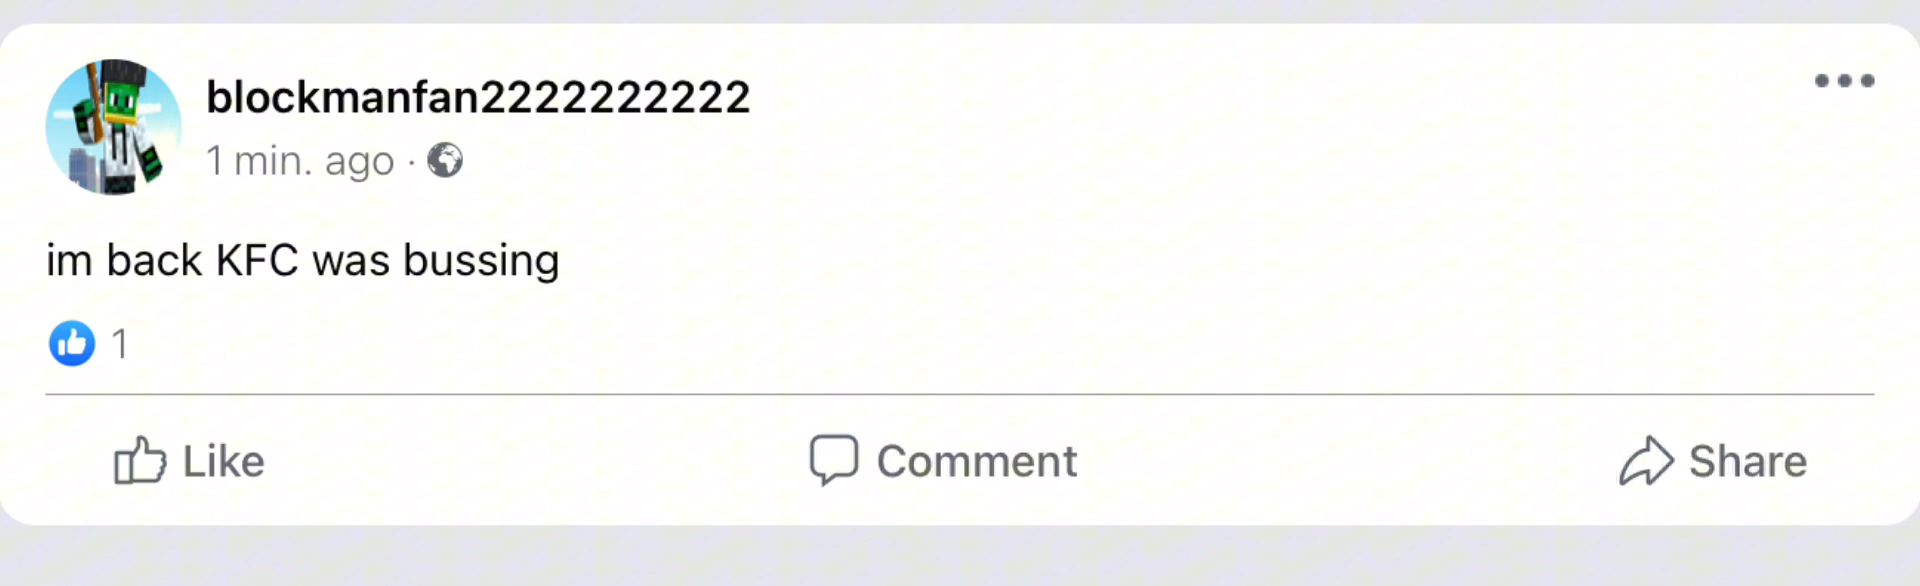 blockmanfan2222222222
1 min. ago ·
im back KFC was bussing
1
Like
Comment
Share